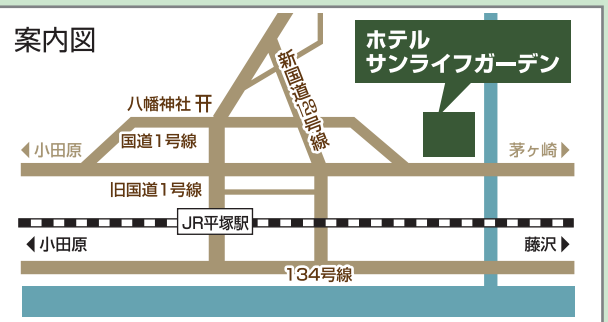 案内図
ホテル
サンライフガーデン
新国道129号線
八幡神社
国道1号線
小田原
茅ヶ崎
旧国道1号線
JR平塚駅
小田原
藤沢
134号線